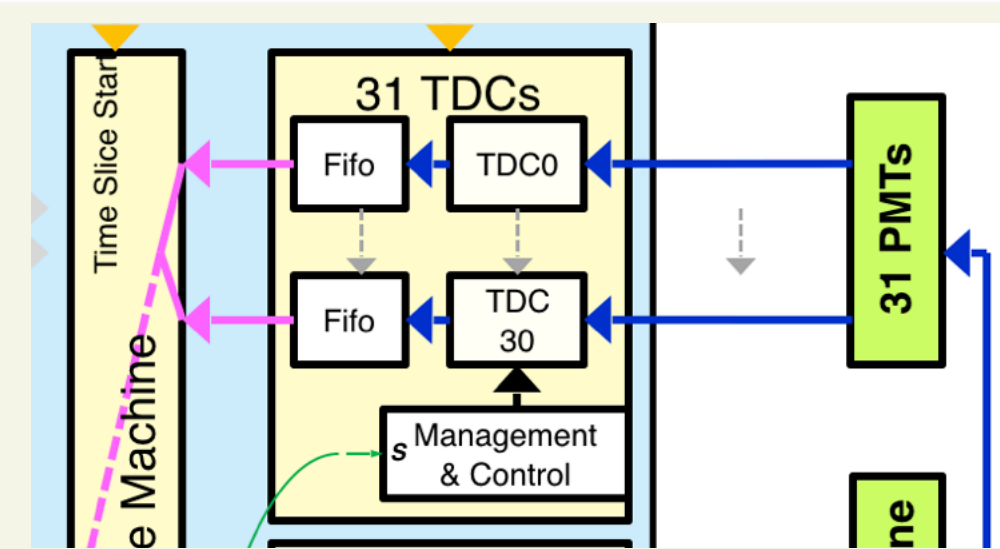 Time Slice Start
31 TDCs
Fifo
TDC0
31 PMTs
Fifo
TDC
30
e Machine
S Management
& Control
ne